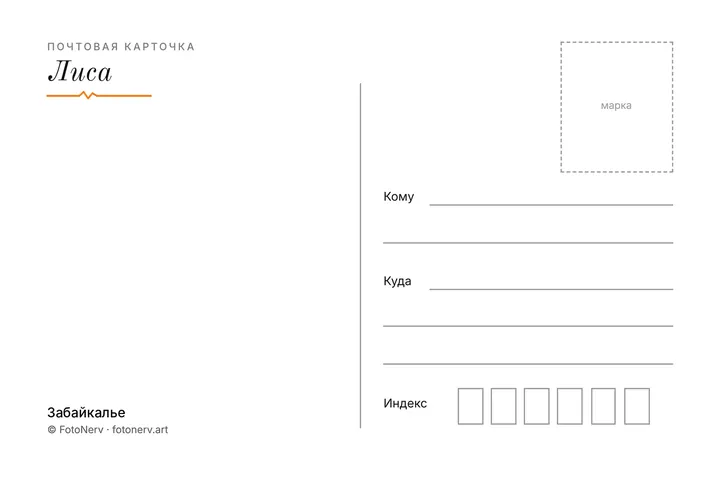 ПОЧТОВАЯ КАРТОЧКА
Лиса
марка
Кому
Куда
Индекс
Забайкалье
© FotoNerv · fotonerv.art